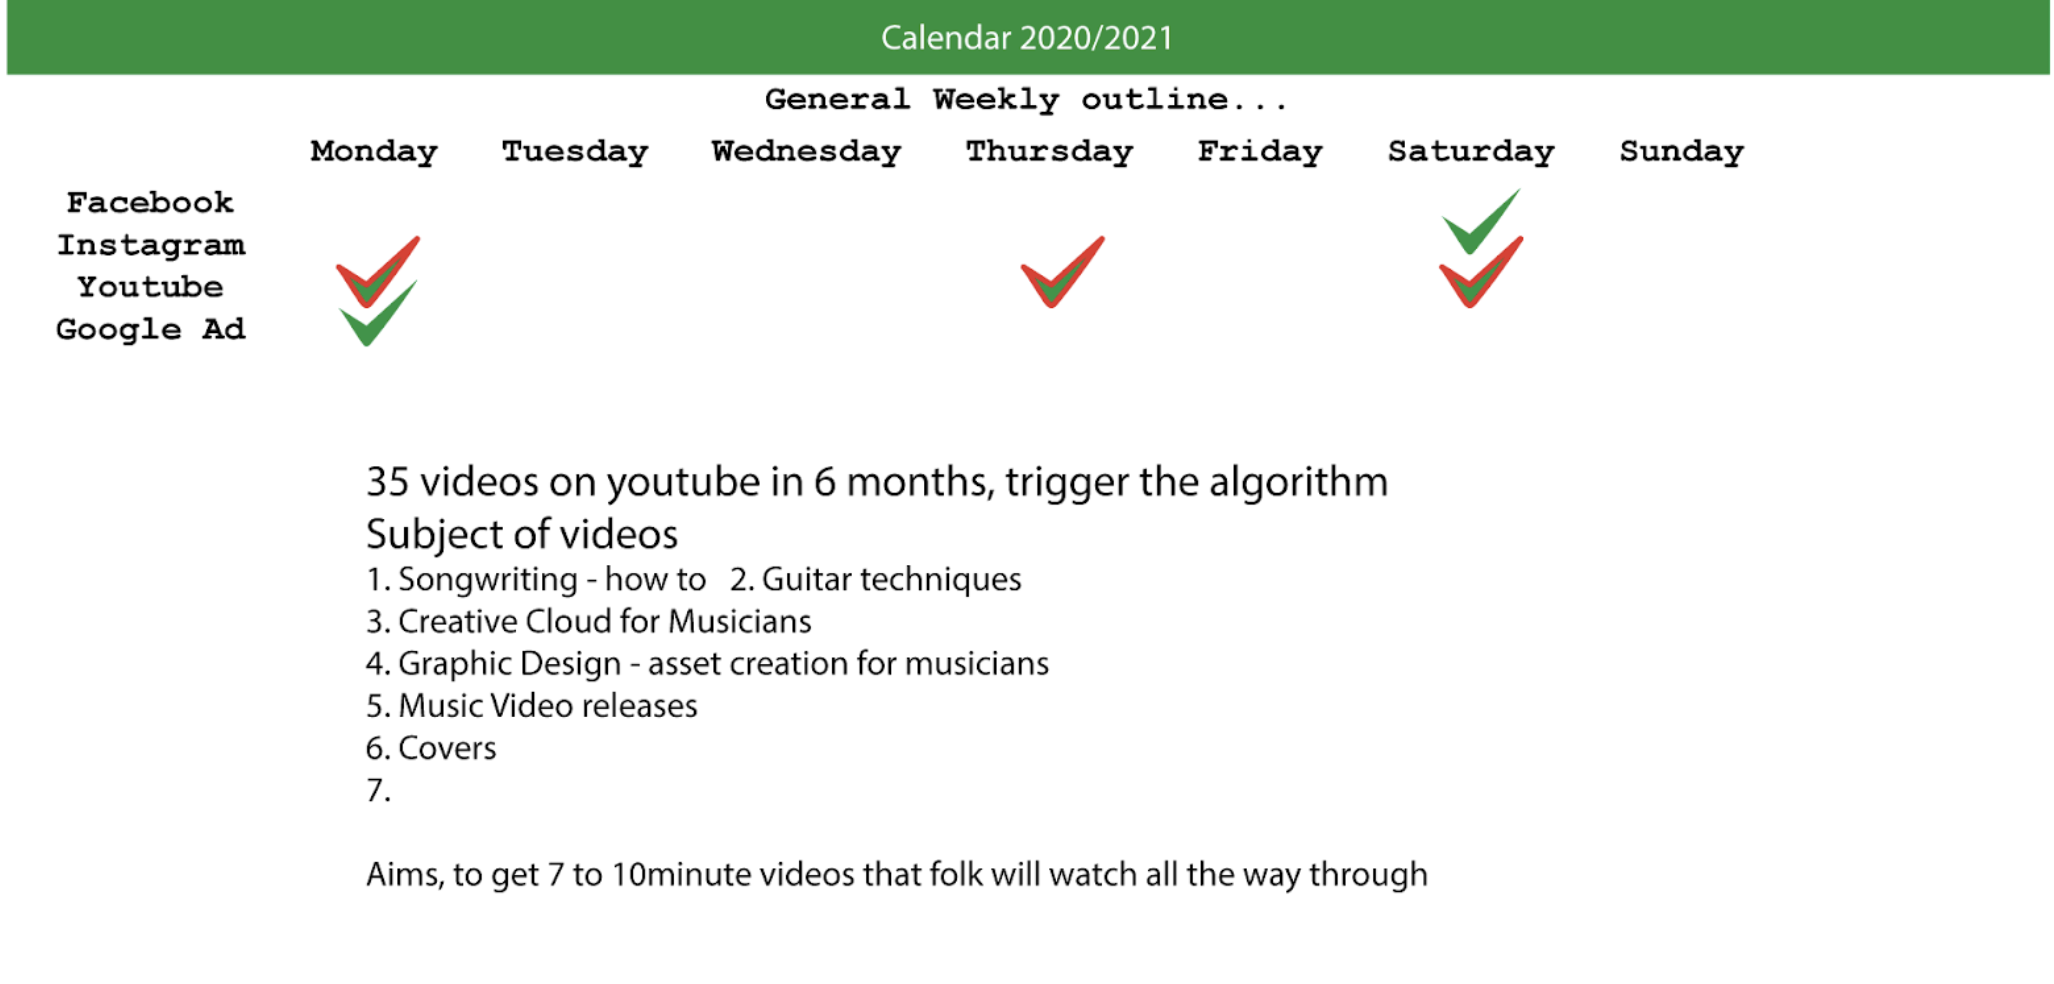 Calendar 2020/2021
General Weekly outline...
Monday Tuesday Wednesday Thursday Friday Saturday Sunday
Facebook
Instagram
Youtube
Google Ad
35 videos on youtube in 6 months, trigger the algorithm
Subject of videos
1. Songwriting - how to 2. Guitar techniques
3. Creative Cloud for Musicians
4. Graphic Design - asset creation for musicians
5. Music Video releases
6. Covers
7.
Aims, to get 7 to 10minute videos that folk will watch all the way through